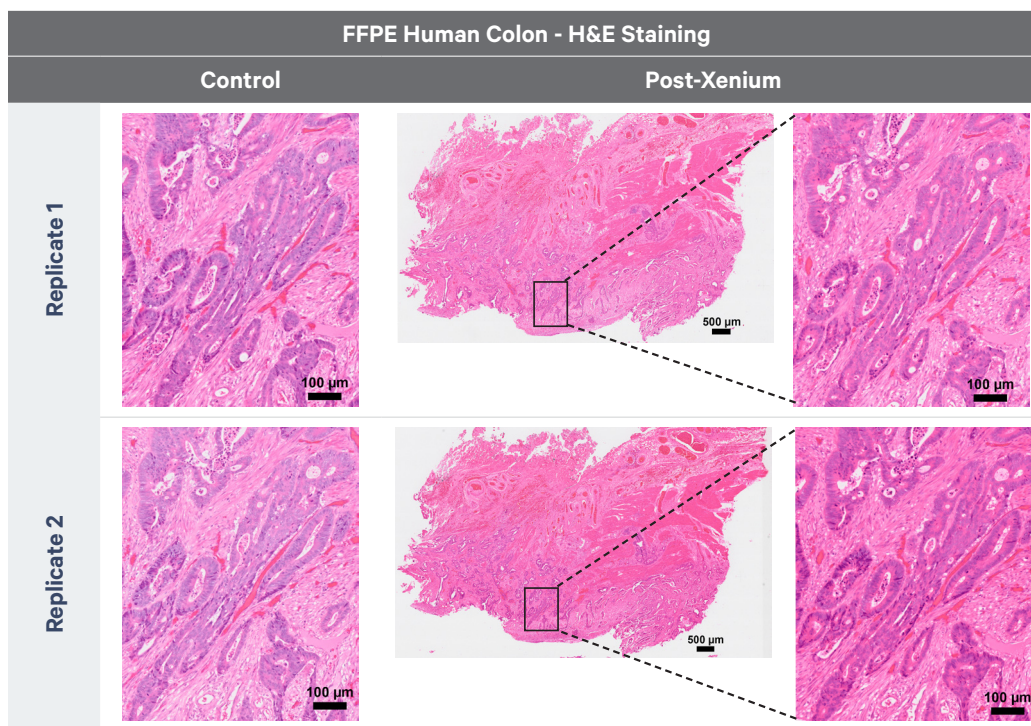 FFPE Human Colon - H&E Staining
Control
Post-Xenium
Replicate 1
100 µm
500 µm
100 µm
Replicate 2
100 µm
500 µm
100 µm